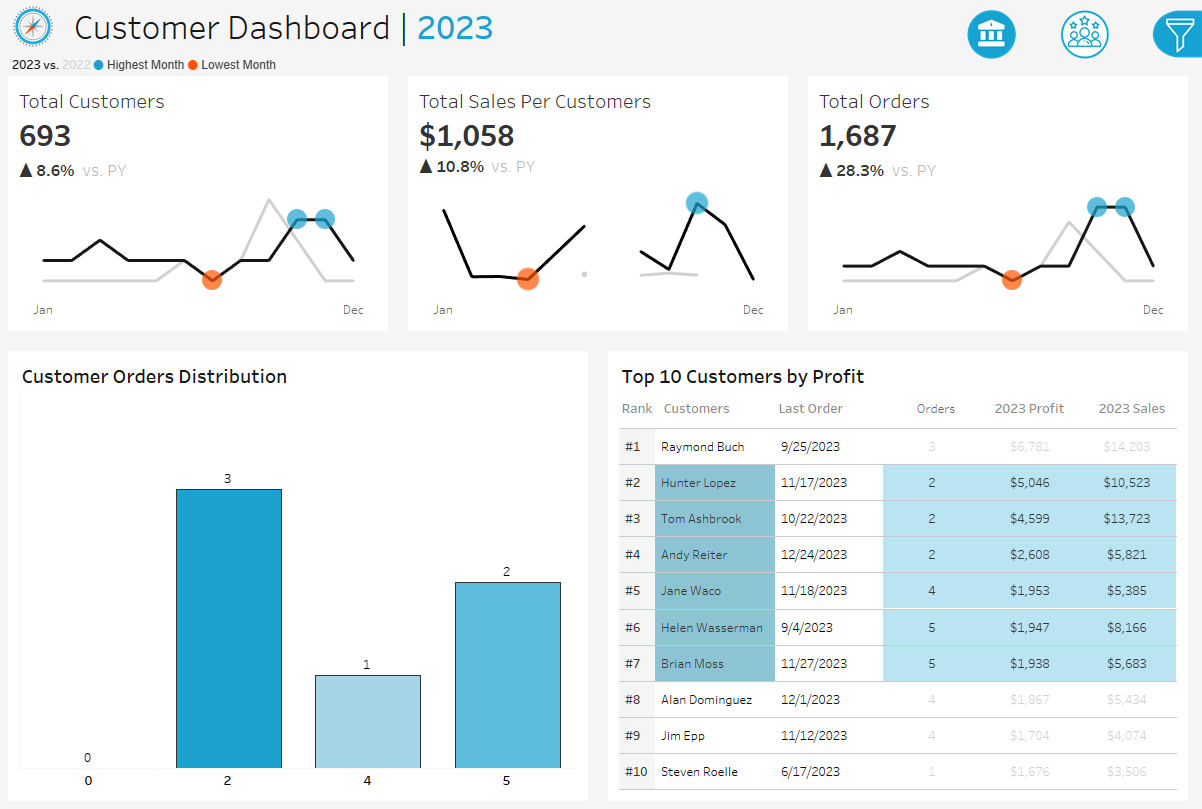 Customer Dashboard | 2023
2023 vs. 2022 Highest Month Lowest Month
Total Customers
693
▲ 8.6% vs. PY
Jan Dec
Total Sales Per Customers
$1,058
▲ 10.8% vs. PY
Jan Dec
Total Orders
1,687
▲ 28.3% vs. PY
Jan Dec
Customer Orders Distribution
0 3 1 2
0 2 4 5
Top 10 Customers by Profit
Rank Customers Last Order Orders 2023 Profit 2023 Sales
#1 Raymond Buch 9/25/2023 3 $6,781 $14,203
#2 Hunter Lopez 11/17/2023 2 $5,046 $10,523
#3 Tom Ashbrook 10/22/2023 2 $4,599 $13,723
#4 Andy Reiter 12/24/2023 2 $2,608 $5,821
#5 Jane Waco 11/18/2023 4 $1,953 $5,385
#6 Helen Wasserman 9/4/2023 5 $1,947 $8,166
#7 Brian Moss 11/27/2023 5 $1,938 $5,683
#8 Alan Dominguez 12/1/2023 4 $1,867 $5,434
#9 Jim Epp 11/12/2023 4 $1,704 $4,074
#10 Steven Roelle 6/17/2023 1 $1,676 $3,506